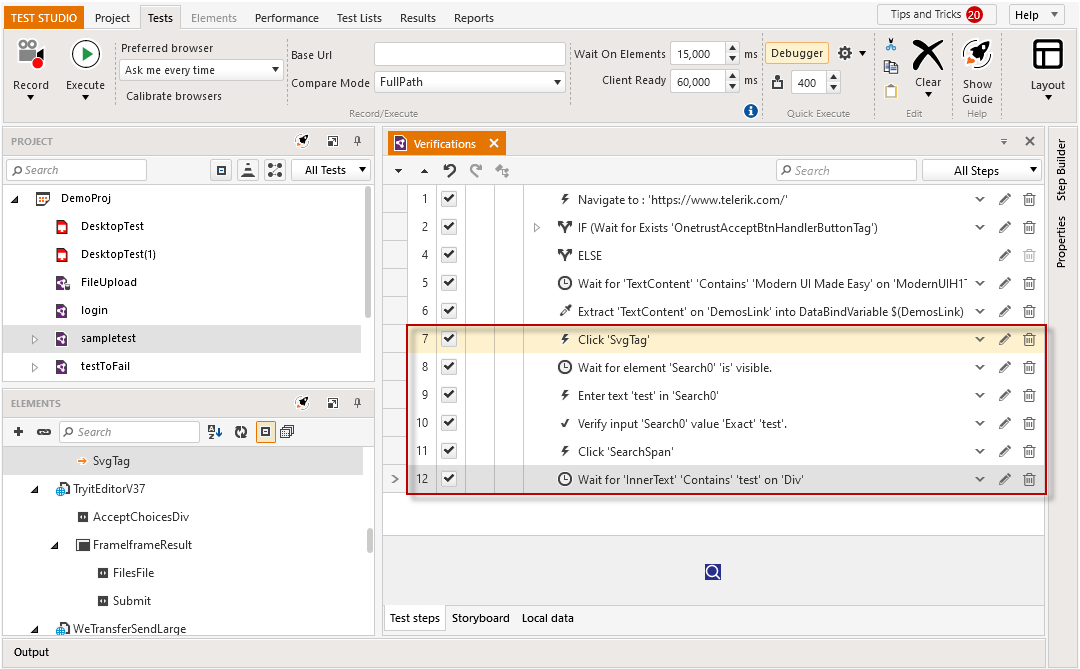 TEST STUDIO Project Tests Elements Performance Test Lists Results Reports Tips and Tricks 20 Help
Record
Execute
Preferred browser
Ask me every time
Calibrate browsers
Base Url
Compare Mode FullPath
Record/Execute
Wait On Elements 15,000 ms
Client Ready 60,000 ms
Debugger
400
Quick Execute
Clear
Edit
Show
Guide
Help
Layout
PROJECT
Search All Tests
DemoProj
DesktopTest
DesktopTest(1)
FileUpload
login
sampletest
testToFail
ELEMENTS
Search
SvgTag
TryitEditorV37
AcceptChoicesDiv
FrameIframeResult
FilesFile
Submit
WeTransferSendLarge
Verifications
Search All Steps
1 Navigate to : 'https://www.telerik.com/'
2 IF (Wait for Exists 'OnetrustAcceptBtnHandlerButtonTag')
4 ELSE
5 Wait for 'TextContent' 'Contains' 'Modern UI Made Easy' on 'ModernUIH1T
6 Extract 'TextContent' on 'DemosLink' into DataBindVariable $(DemosLink)
7 Click 'SvgTag'
8 Wait for element 'Search0' 'is' visible.
9 Enter text 'test' in 'Search0'
10 Verify input 'Search0' value 'Exact' 'test'.
11 Click 'SearchSpan'
12 Wait for 'InnerText' 'Contains' 'test' on 'Div'
Test steps Storyboard Local data
Step Builder
Properties
Output